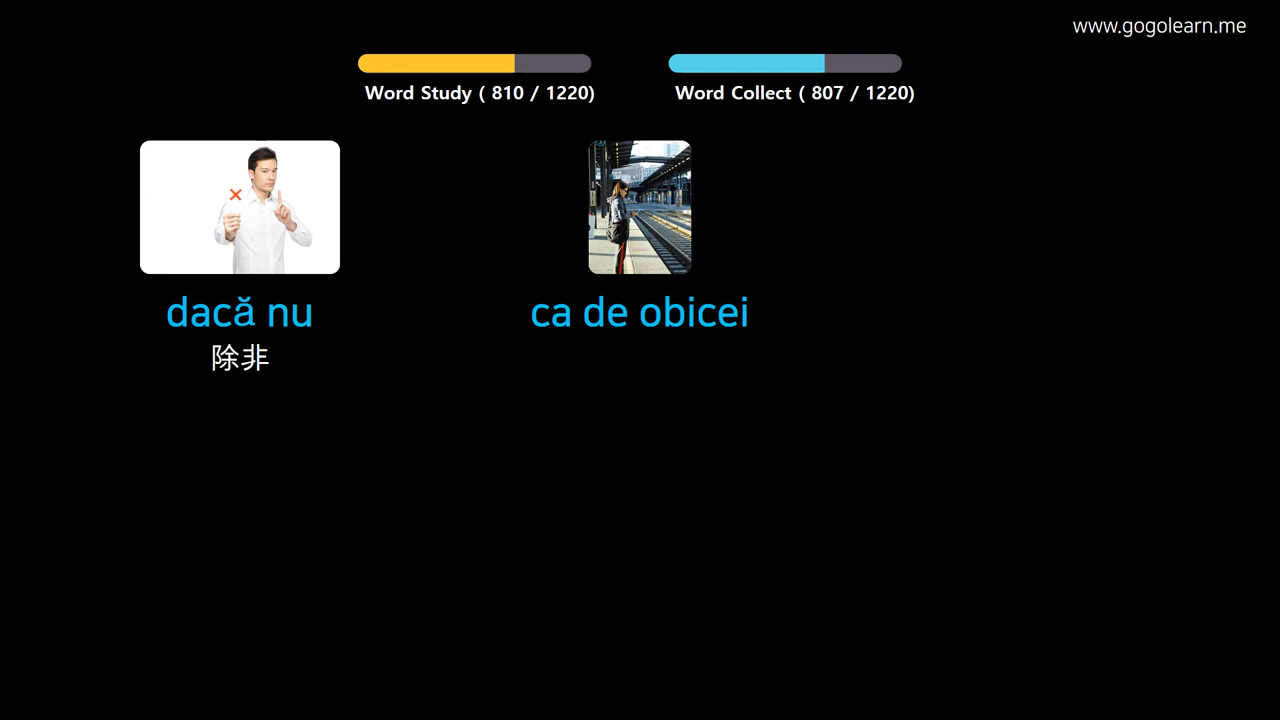 www.gogolearn.me
Word Study ( 810 / 1220)
Word Collect ( 807 / 1220)
dacă nu
除非
ca de obicei